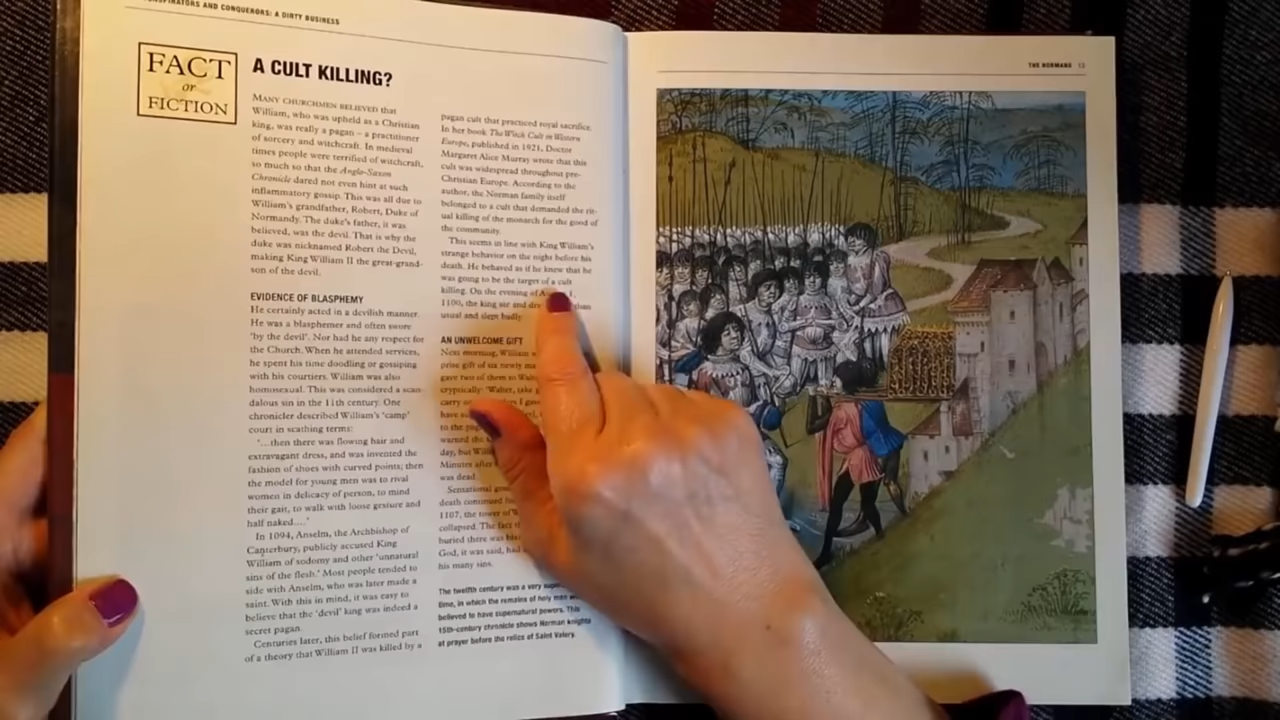 CONSPIRATORS AND CONQUERORS: A DIRTY BUSINESS
FACT
or
FICTION
A CULT KILLING?
MANY CHURCHMEN BELIEVED that
William, who was upheld as a Christian
king, was really a pagan – a practitioner
of sorcery and witchcraft. In medieval
times people were terrified of witchcraft,
so much so that the Anglo-Saxon
Chronicle dared not even hint at such
inflammatory gossip. This was all due to
William's grandfather, Robert, Duke of
Normandy. The duke's father, it was
believed, was the devil. That is why the
duke was nicknamed Robert the Devil,
making King William II the great-grand-
son of the devil.
EVIDENCE OF BLASPHEMY
He certainly acted in a devilish manner.
He was a blasphemer and often swore
'by the devil'. Nor had he any respect for
the Church. When he attended services,
he spent his time doodling or gossiping
with his courtiers. William was also
homosexual. This was considered a scan-
dalous sin in the 11th century. One
chronicler described William's 'camp'
court in scathing terms:
'…then there was flowing hair and
extravagant dress, and was invented the
fashion of shoes with curved points; then
the model for young men was to rival
women in delicacy of person, to mind
their gait, to walk with loose gesture and
half naked….'
In 1094, Anselm, the Archbishop of
Canterbury, publicly accused King
William of sodomy and other 'unnatural
sins of the flesh.' Most people tended to
side with Anselm, who was later made a
saint. With this in mind, it was easy to
believe that the 'devil' king was indeed a
secret pagan.
Centuries later, this belief formed part
of a theory that William II was killed by a
pagan cult that practiced royal sacrifice.
In her book The Witch Cult in Western
Europe, published in 1921, Doctor
Margaret Alice Murray wrote that this
cult was widespread throughout pre-
Christian Europe. According to the
author, the Norman family itself
belonged to a cult that demanded the rit-
ual killing of the monarch for the good of
the community.
This seems in line with King William's
strange behavior on the night before his
death. He behaved as if he knew that he
was going to be the target of a cult
killing. On the evening of
1100, the king ate and than
usual and slept badly.
AN UNWELCOME GIFT
Next morning, William
prise gift of six newly
gave two of them to
cryptically: 'Walter, take
carry I
have
to the
warned the
day, but
Minutes after
was dead.
Sensational
death continued
1107, the tower of
collapsed. The fact
buried there was
God, it was said, had
his many sins.
The twelfth century was a very
time, in which the remains of holy men
believed to have supernatural powers. This
15th-century chronicle shows Norman knights
at prayer before the relics of Saint Valery.
THE NORMANS 13